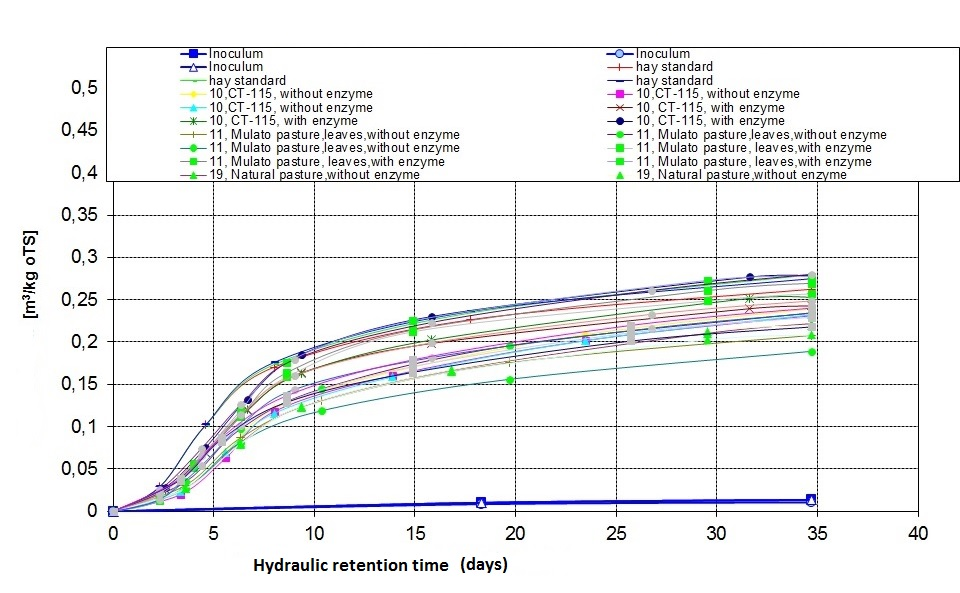 Inoculum Inoculum
Inoculum hay standard
hay standard hay standard
10,CT-115, without enzyme 10,CT-115, without enzyme
10,CT-115, without enzyme 10, CT-115, with enzyme
10, CT-115, with enzyme 10, CT-115, with enzyme
11, Mulato pasture,leaves,without enzyme 11, Mulato pasture,leaves,without enzyme
11, Mulato pasture,leaves,without enzyme 11, Mulato pasture, leaves,with enzyme
11, Mulato pasture, leaves,with enzyme 11, Mulato pasture, leaves,with enzyme
19, Natural pasture,without enzyme 19, Natural pasture,without enzyme
0,5
0,45
0,4
0,35
0,3
0,25
0,2
0,15
0,1
0,05
0
[m³/kg oTS]
0 5 10 15 20 25 30 35 40
Hydraulic retention time (days)